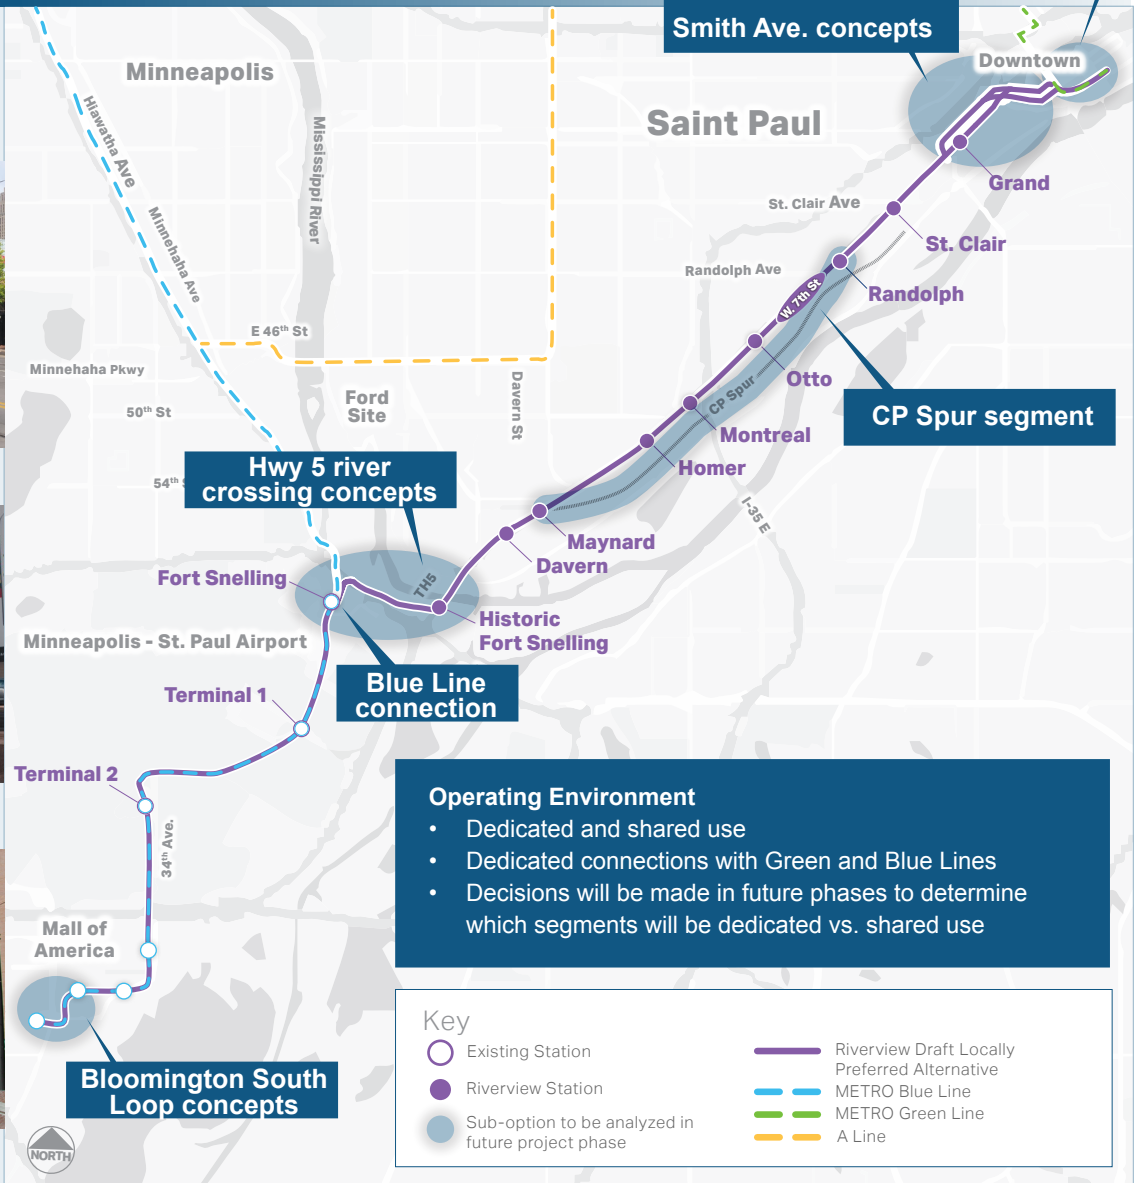 Smith Ave. concepts
Downtown
Minneapolis
Saint Paul
Hiawatha Ave
Mississippi River
Grand
St. Clair Ave
Minnehaha Ave
St. Clair
Randolph Ave
Randolph
W. 7th St
E 46th St
Minnehaha Pkwy
Otto
Davern St
CP Spur
Ford
Site
50th St
CP Spur segment
Montreal
Homer
Hwy 5 river
crossing concepts
54th
I-35 E
Maynard
Davern
Fort Snelling
TH5
Historic
Fort Snelling
Minneapolis - St. Paul Airport
Blue Line
connection
Terminal 1
Terminal 2
34th Ave.
Operating Environment
• Dedicated and shared use
• Dedicated connections with Green and Blue Lines
• Decisions will be made in future phases to determine
which segments will be dedicated vs. shared use
Mall of
America
Bloomington South
Loop concepts
NORTH
Key
Existing Station
Riverview Station
Sub-option to be analyzed in
future project phase
Riverview Draft Locally
Preferred Alternative
METRO Blue Line
METRO Green Line
A Line